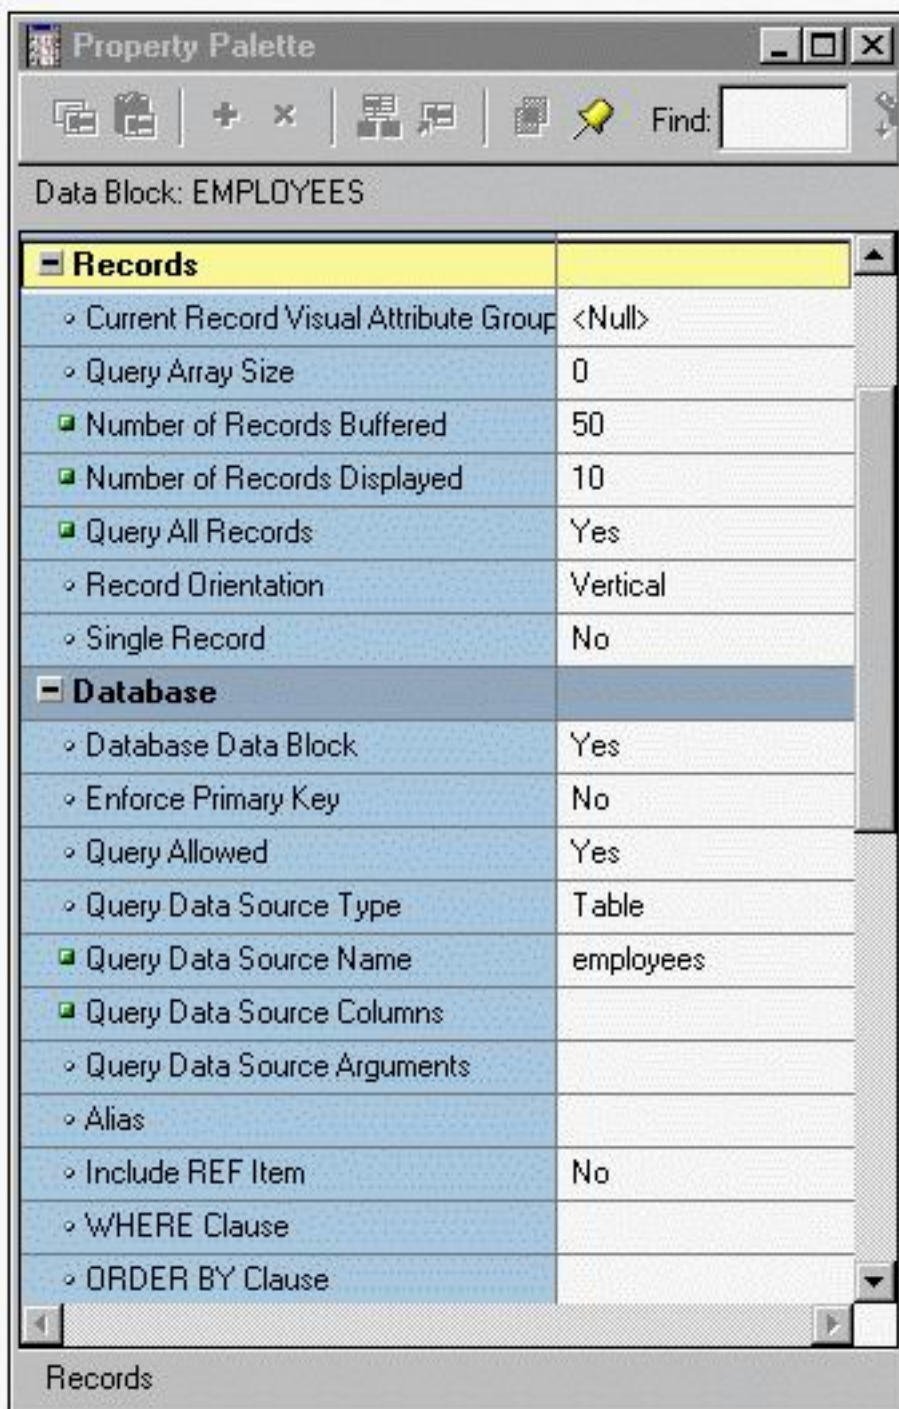 Property Palette
Find:
Data Block: EMPLOYEES
Records
Current Record Visual Attribute Group <Null>
Query Array Size 0
Number of Records Buffered 50
Number of Records Displayed 10
Query All Records Yes
Record Orientation Vertical
Single Record No
Database
Database Data Block Yes
Enforce Primary Key No
Query Allowed Yes
Query Data Source Type Table
Query Data Source Name employees
Query Data Source Columns
Query Data Source Arguments
Alias
Include REF Item No
WHERE Clause
ORDER BY Clause
Records